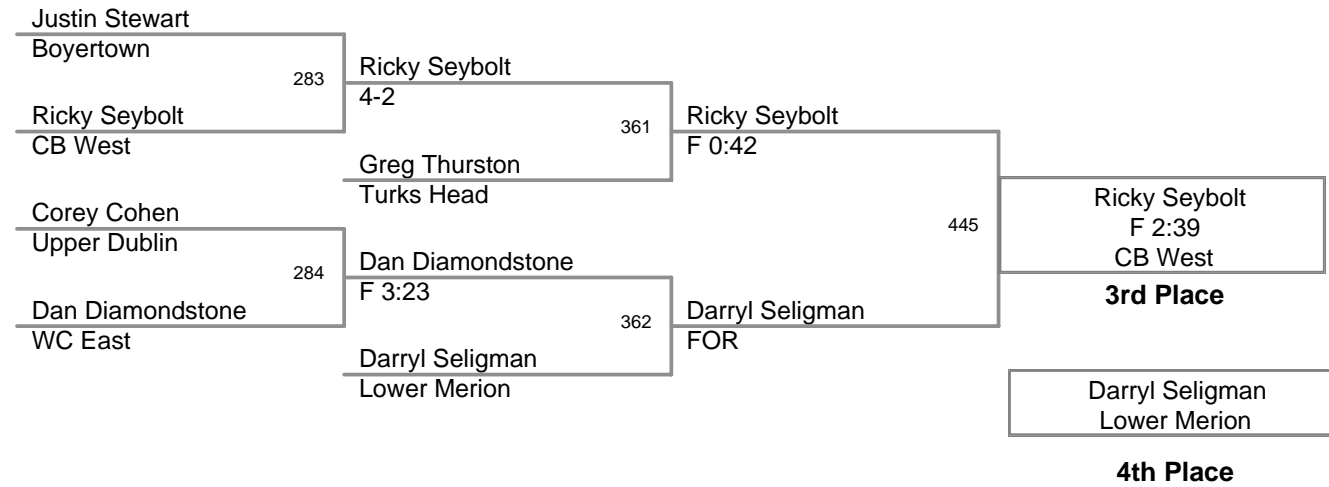 Justin Stewart
Boyertown
283
Ricky Seybolt
4-2
Ricky Seybolt
CB West
361
Ricky Seybolt
F 0:42
Greg Thurston
Turks Head
Corey Cohen
Upper Dublin
284
Dan Diamondstone
F 3:23
Dan Diamondstone
WC East
362
Darryl Seligman
FOR
Darryl Seligman
Lower Merion
445
Ricky Seybolt
F 2:39
CB West
3rd Place
Darryl Seligman
Lower Merion
4th Place